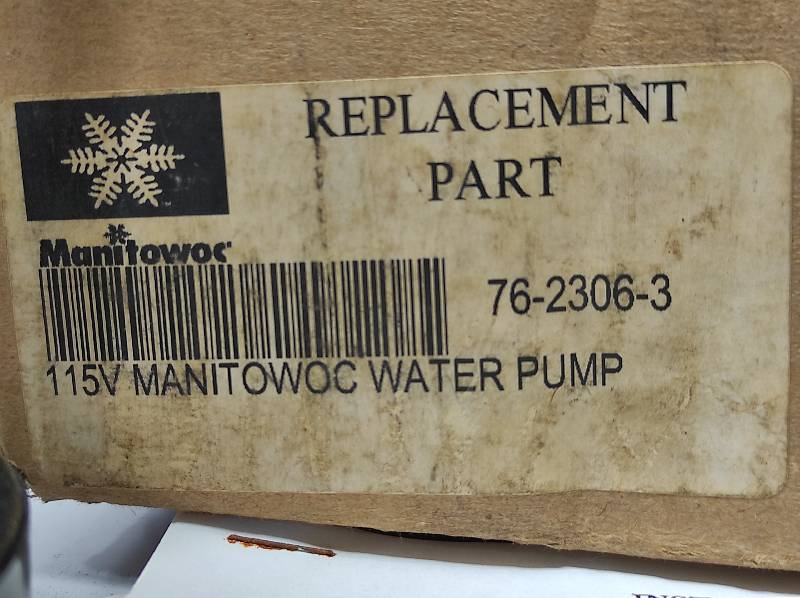 REPLACEMENT
PART
Manitowoc
76-2306-3
115V MANITOWOC WATER PUMP